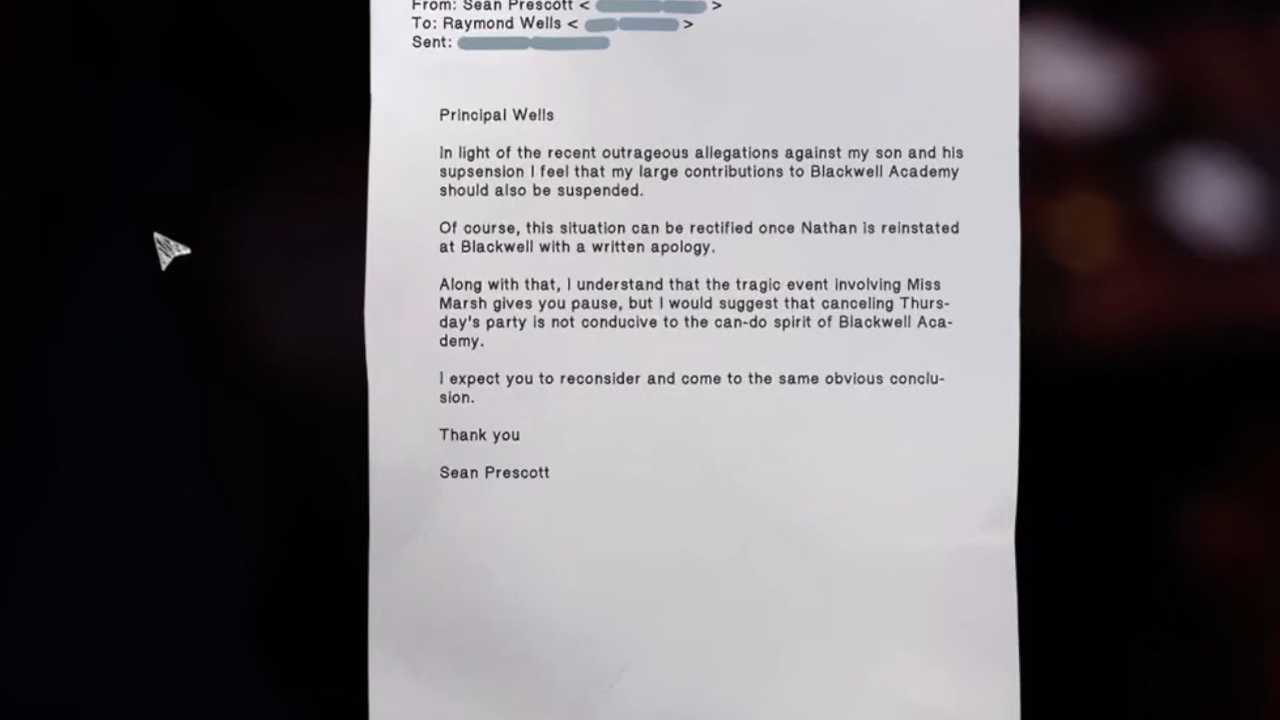 From: Sean Prescott < >
To: Raymond Wells < >
Sent:
Principal Wells
In light of the recent outrageous allegations against my son and his
supsension I feel that my large contributions to Blackwell Academy
should also be suspended.
Of course, this situation can be rectified once Nathan is reinstated
at Blackwell with a written apology.
Along with that, I understand that the tragic event involving Miss
Marsh gives you pause, but I would suggest that canceling Thurs-
day's party is not conducive to the can-do spirit of Blackwell Aca-
demy.
I expect you to reconsider and come to the same obvious conclu-
sion.
Thank you
Sean Prescott